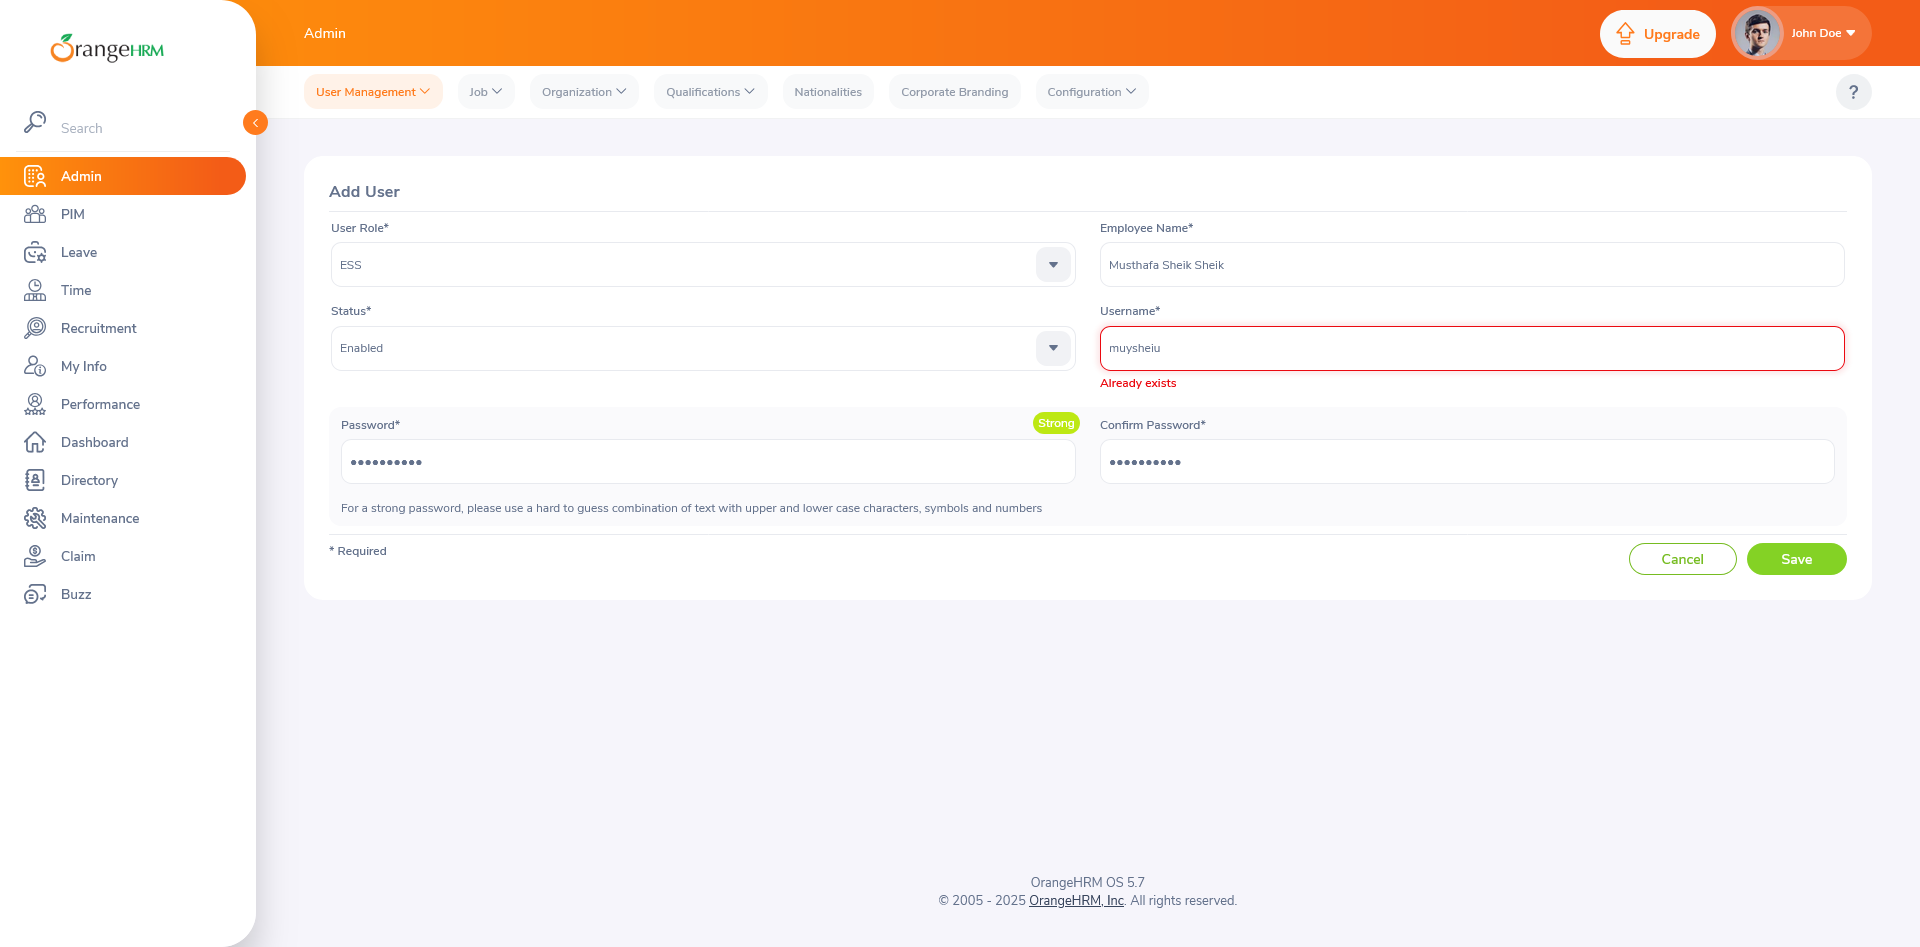 OrangeHRM
Search
Admin
PIM
Leave
Time
Recruitment
My Info
Performance
Dashboard
Directory
Maintenance
Claim
Buzz
Admin
Upgrade
John Doe
User Management
Job
Organization
Qualifications
Nationalities
Corporate Branding
Configuration
?
Add User
User Role*
Employee Name*
ESS
Musthafa Sheik Sheik
Status*
Username*
Enabled
muysheiu
Already exists
Password*
Strong
Confirm Password*
••••••••••
••••••••••
For a strong password, please use a hard to guess combination of text with upper and lower case characters, symbols and numbers
* Required
Cancel
Save
OrangeHRM OS 5.7
© 2005 - 2025 OrangeHRM, Inc. All rights reserved.